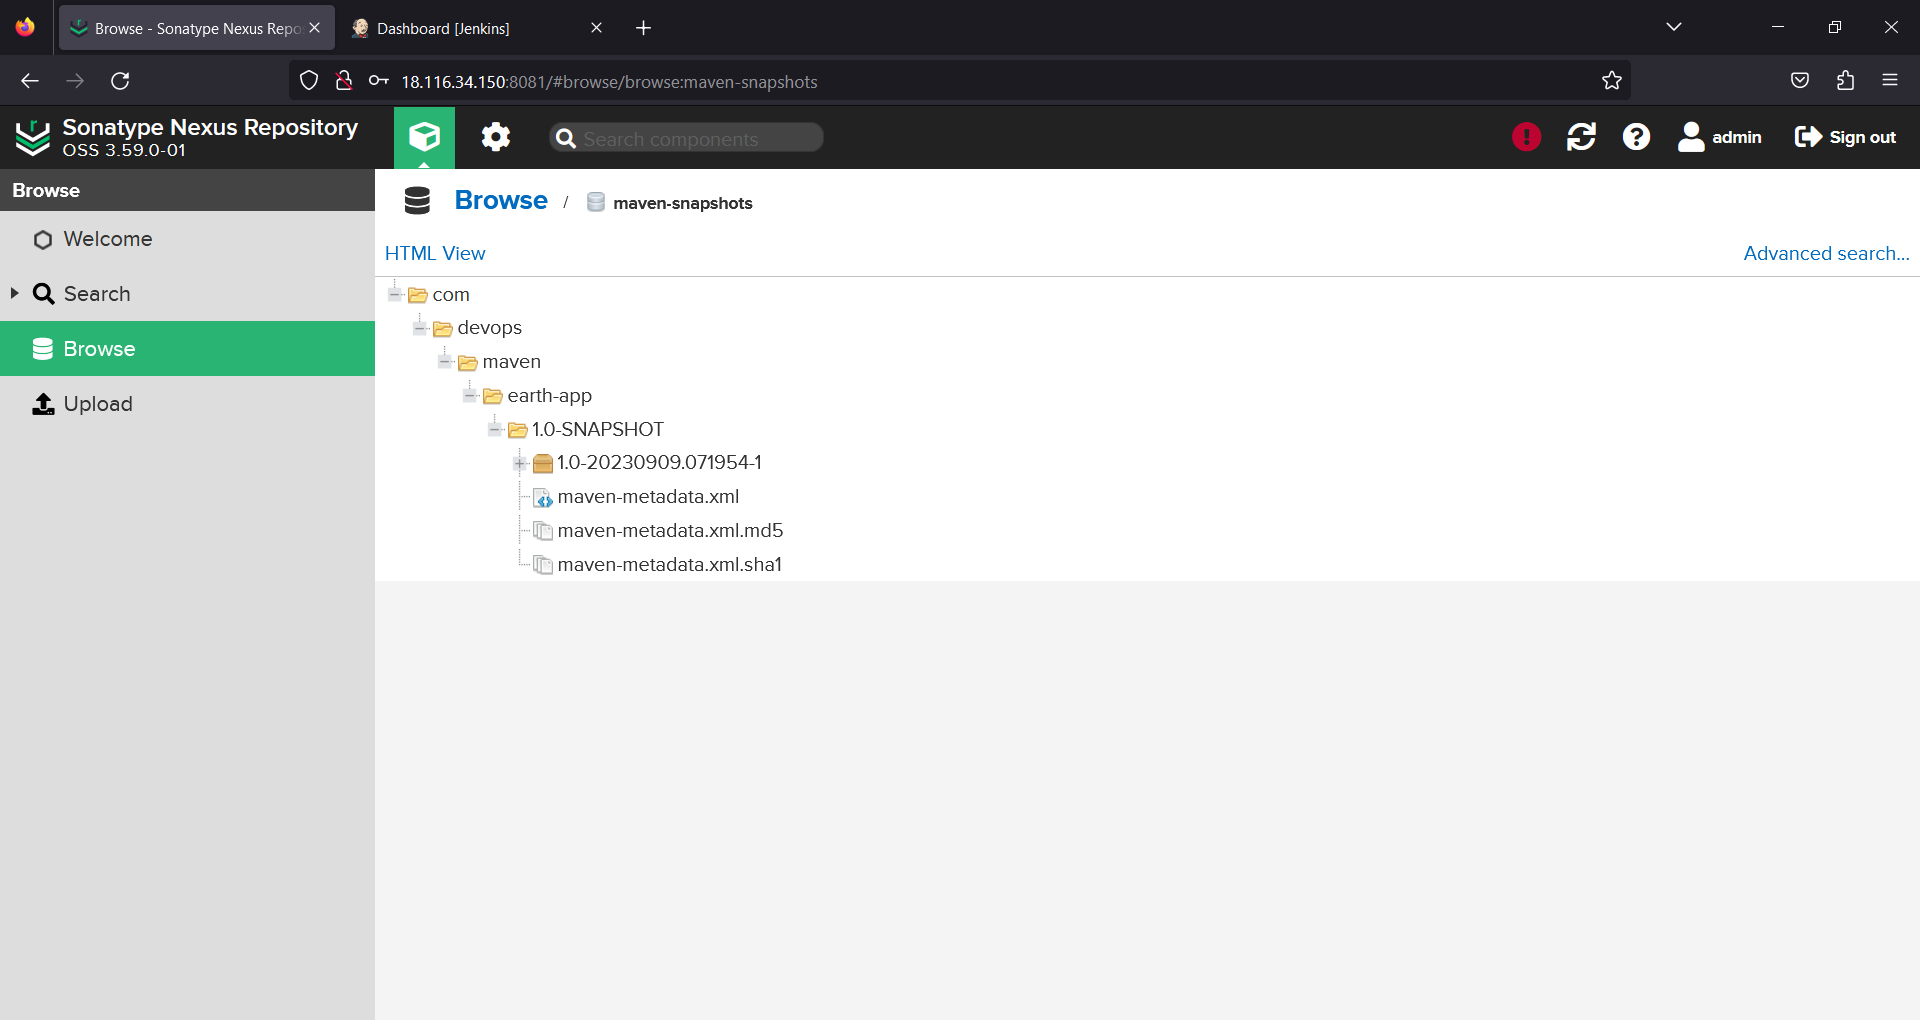 Browse - Sonatype Nexus Repo
Dashboard [Jenkins]
18.116.34.150:8081/#browse/browse:maven-snapshots
Sonatype Nexus Repository
OSS 3.59.0-01
Search components
admin
Sign out
Browse
Welcome
Search
Browse
Upload
Browse / maven-snapshots
HTML View
Advanced search...
com
devops
maven
earth-app
1.0-SNAPSHOT
1.0-20230909.071954-1
maven-metadata.xml
maven-metadata.xml.md5
maven-metadata.xml.sha1